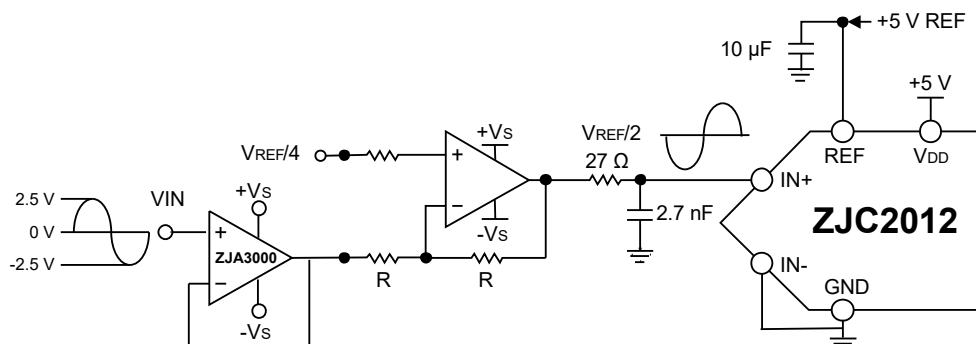 +5 V REF
10 µF
+5 V
VREF/4
+VS
VREF/2
27 Ω
REF
VDD
+
-
-VS
IN+
2.7 nF
ZJC2012
2.5 V
0 V
-2.5 V
VIN
+VS
+
ZJA3000
-
-VS
R
R
IN-
GND